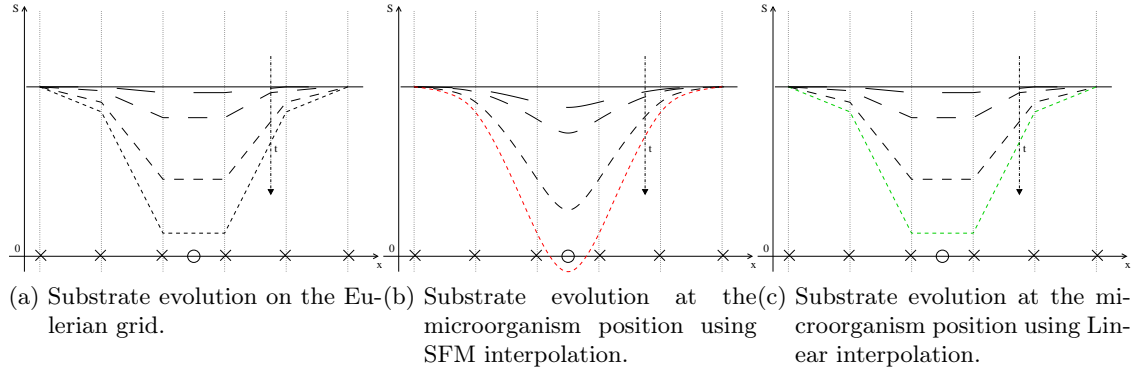 S
t
0
x
S
t
0
x
S
t
0
x
(a) Substrate evolution on the Eu-
lerian grid.
(b) Substrate evolution at the
microorganism position using
SFM interpolation.
(c) Substrate evolution at the mi-
croorganism position using Lin-
ear interpolation.